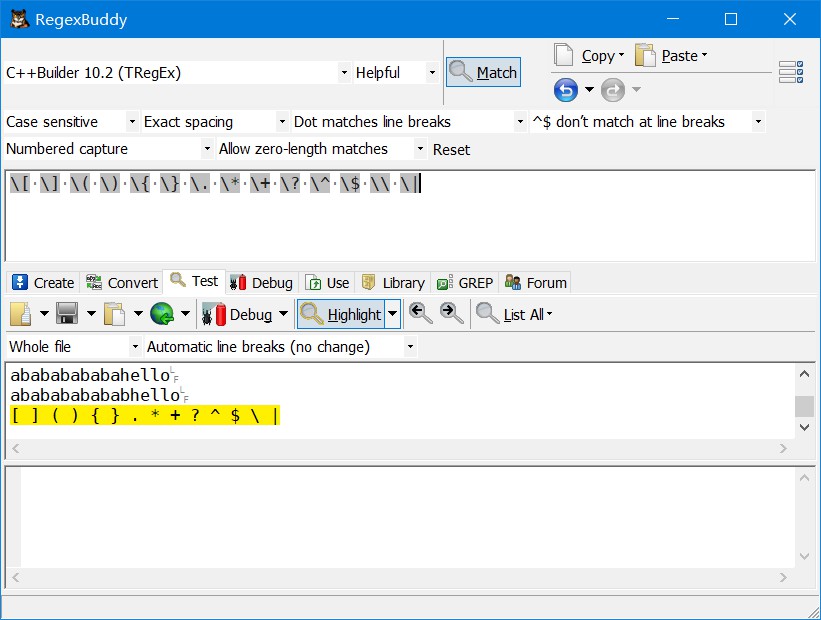 RegexBuddy
C++Builder 10.2 (TRegEx) Helpful Match Copy Paste
Case sensitive Exact spacing Dot matches line breaks ^$ don't match at line breaks
Numbered capture Allow zero-length matches Reset
\[·\]·\(·\)·\{·\}·\.·\*·\+·\?·\^·\$·\\·\|
Create Convert Test Debug Use Library GREP Forum
Debug Highlight List All
Whole file Automatic line breaks (no change)
abababababahelloLF
ababababababhelloLF
[ ] ( ) { } . * + ? ^ $ \ |